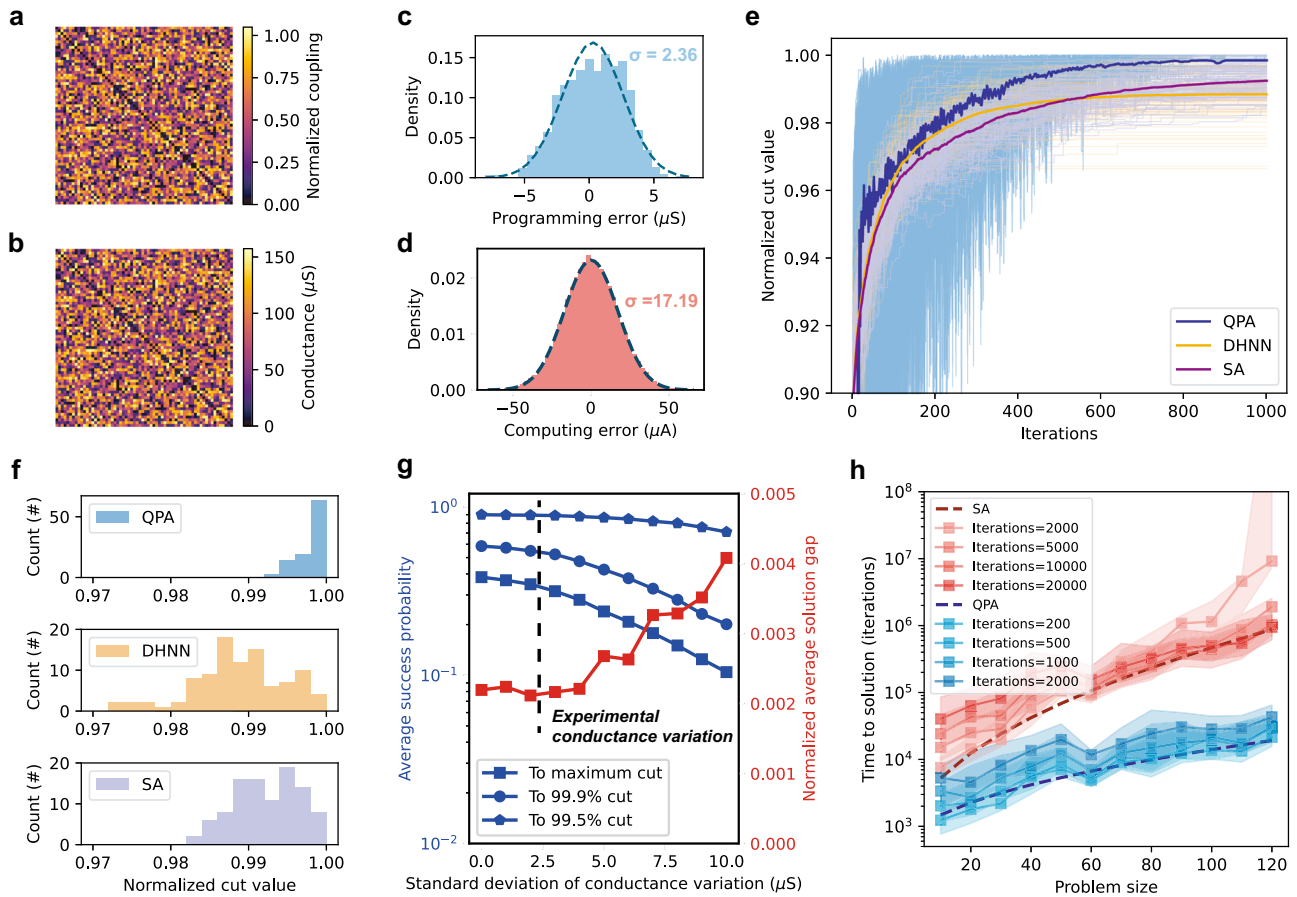 a
1.00
0.75
0.50
0.25
0.00
Normalized coupling
b
150
100
50
0
Conductance (µS)
c
σ = 2.36
0.15
0.10
0.05
0.00
Density
−5
0
5
Programming error (µS)
d
σ =17.19
0.02
0.01
0.00
Density
−50
0
50
Computing error (µA)
e
1.00
0.98
0.96
0.94
0.92
0.90
Normalized cut value
QPA
DHNN
SA
0
200
400
600
800
1000
Iterations
f
50
0
Count (#)
QPA
0.97
0.98
0.99
1.00
20
10
0
Count (#)
DHNN
0.97
0.98
0.99
1.00
20
10
0
Count (#)
SA
0.97
0.98
0.99
1.00
Normalized cut value
g
10⁰
10⁻¹
10⁻²
Average success probability
0.005
0.004
0.003
0.002
0.001
0.000
Normalized average solution gap
Experimental
conductance variation
To maximum cut
To 99.9% cut
To 99.5% cut
0.0
2.5
5.0
7.5
10.0
Standard deviation of conductance variation (µS)
h
10⁸
10⁷
10⁶
10⁵
10⁴
10³
Time to solution (iterations)
SA
Iterations=2000
Iterations=5000
Iterations=10000
Iterations=20000
QPA
Iterations=200
Iterations=500
Iterations=1000
Iterations=2000
20
40
60
80
100
120
Problem size